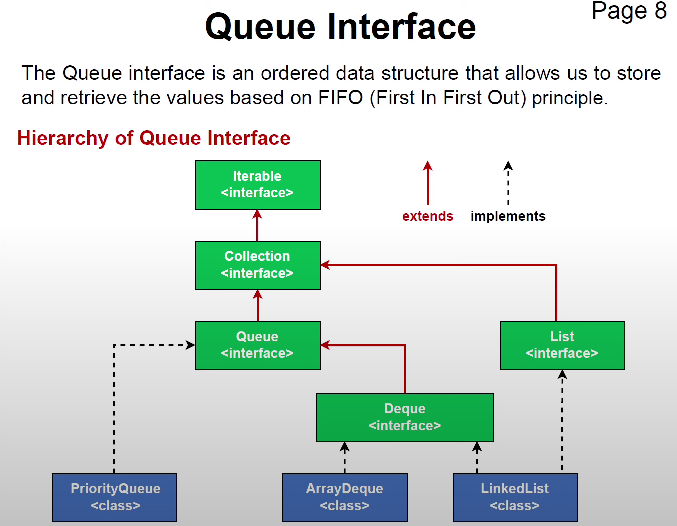 Page 8
Queue Interface
The Queue interface is an ordered data structure that allows us to store
and retrieve the values based on FIFO (First In First Out) principle.
Hierarchy of Queue Interface
Iterable
<interface>
extends
implements
Collection
<interface>
Queue
<interface>
List
<interface>
Deque
<interface>
PriorityQueue
<class>
ArrayDeque
<class>
LinkedList
<class>